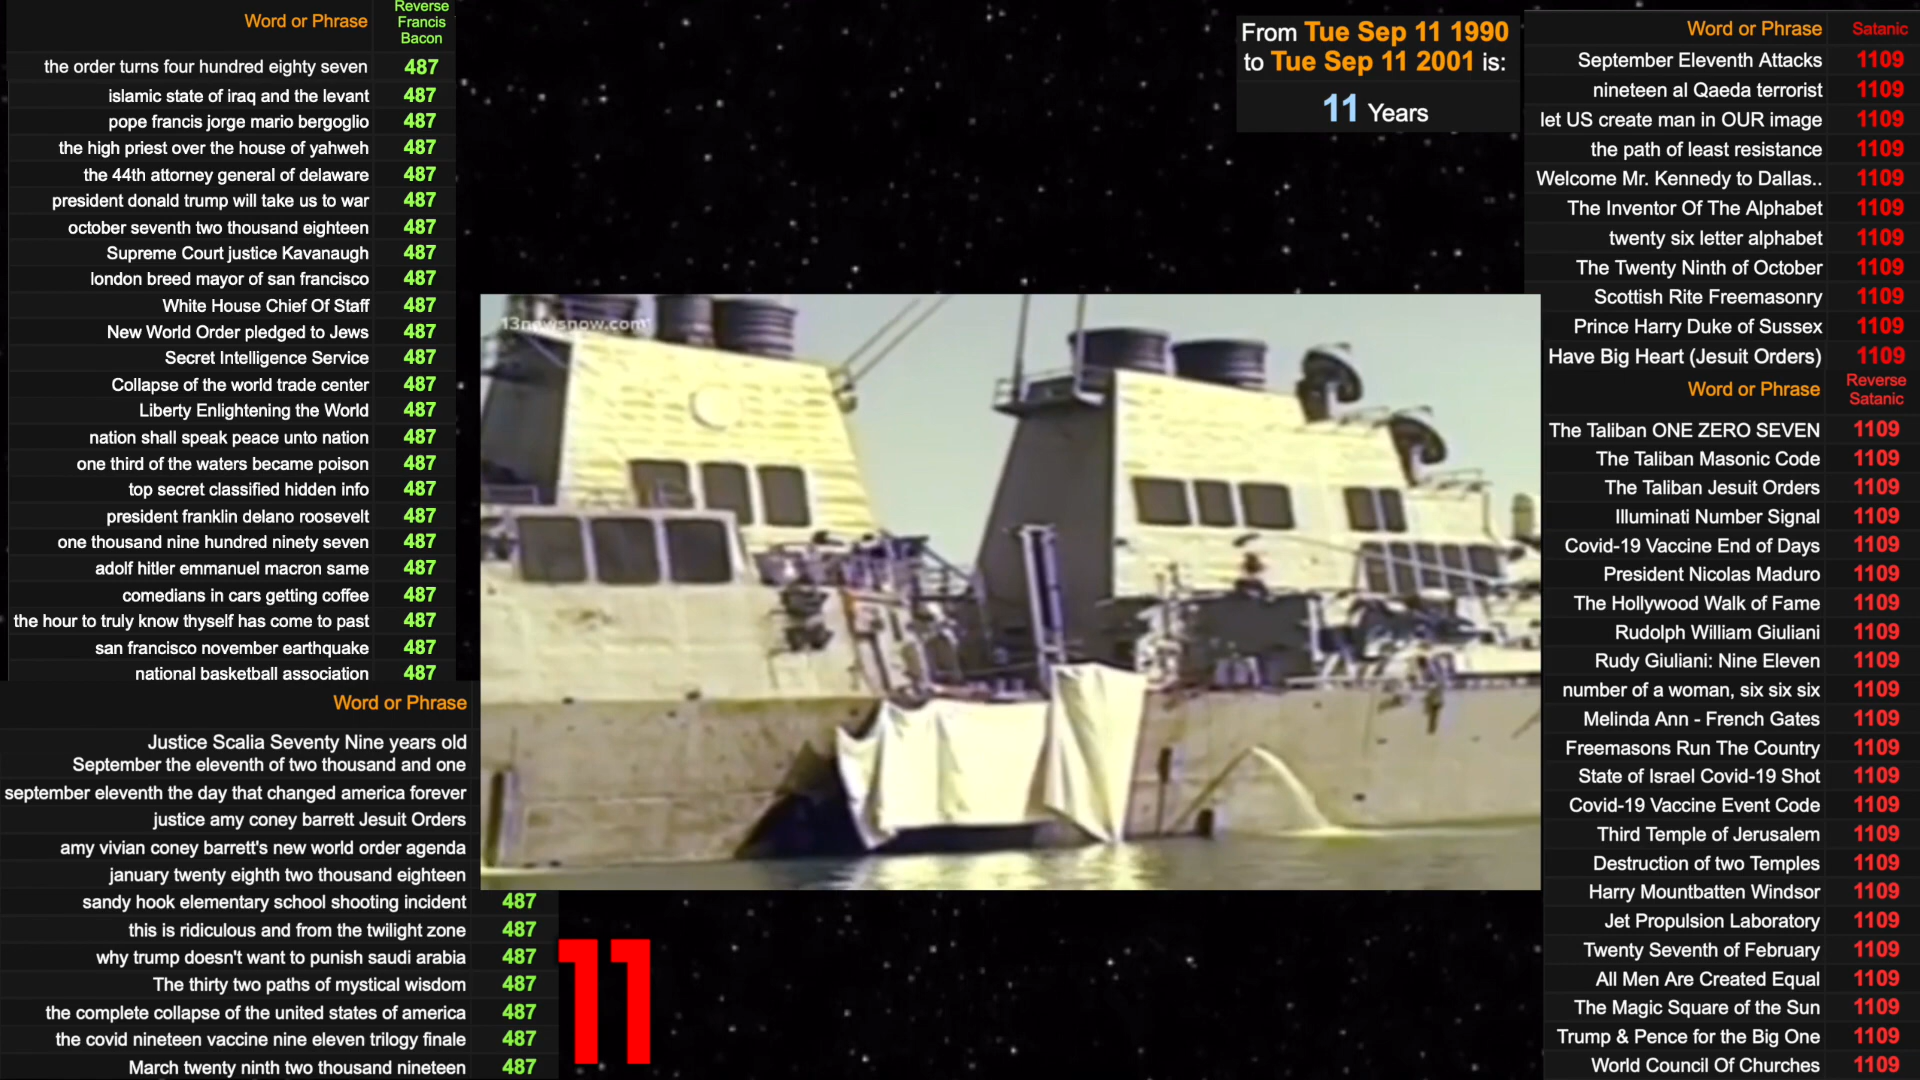 Word or Phrase
Reverse
Francis
Bacon
the order turns four hundred eighty seven 487
islamic state of iraq and the levant 487
pope francis jorge mario bergoglio 487
the high priest over the house of yahweh 487
the 44th attorney general of delaware 487
president donald trump will take us to war 487
october seventh two thousand eighteen 487
Supreme Court justice Kavanaugh 487
london breed mayor of san francisco 487
White House Chief Of Staff 487
New World Order pledged to Jews 487
Secret Intelligence Service 487
Collapse of the world trade center 487
Liberty Enlightening the World 487
nation shall speak peace unto nation 487
one third of the waters became poison 487
top secret classified hidden info 487
president franklin delano roosevelt 487
one thousand nine hundred ninety seven 487
adolf hitler emmanuel macron same 487
comedians in cars getting coffee 487
the hour to truly know thyself has come to past 487
san francisco november earthquake 487
national basketball association 487
Word or Phrase
Justice Scalia Seventy Nine years old
September the eleventh of two thousand and one
september eleventh the day that changed america forever
justice amy coney barrett Jesuit Orders
amy vivian coney barrett's new world order agenda
january twenty eighth two thousand eighteen
sandy hook elementary school shooting incident 487
this is ridiculous and from the twilight zone 487
why trump doesn't want to punish saudi arabia 487
The thirty two paths of mystical wisdom 487
the complete collapse of the united states of america 487
the covid nineteen vaccine nine eleven trilogy finale 487
March twenty ninth two thousand nineteen 487
11
13newsnow.com
From Tue Sep 11 1990
to Tue Sep 11 2001 is:
11 Years
Word or Phrase Satanic
September Eleventh Attacks 1109
nineteen al Qaeda terrorist 1109
let US create man in OUR image 1109
the path of least resistance 1109
Welcome Mr. Kennedy to Dallas.. 1109
The Inventor Of The Alphabet 1109
twenty six letter alphabet 1109
The Twenty Ninth of October 1109
Scottish Rite Freemasonry 1109
Prince Harry Duke of Sussex 1109
Have Big Heart (Jesuit Orders) 1109
Word or Phrase
Reverse
Satanic
The Taliban ONE ZERO SEVEN 1109
The Taliban Masonic Code 1109
The Taliban Jesuit Orders 1109
Illuminati Number Signal 1109
Covid-19 Vaccine End of Days 1109
President Nicolas Maduro 1109
The Hollywood Walk of Fame 1109
Rudolph William Giuliani 1109
Rudy Giuliani: Nine Eleven 1109
number of a woman, six six six 1109
Melinda Ann - French Gates 1109
Freemasons Run The Country 1109
State of Israel Covid-19 Shot 1109
Covid-19 Vaccine Event Code 1109
Third Temple of Jerusalem 1109
Destruction of two Temples 1109
Harry Mountbatten Windsor 1109
Jet Propulsion Laboratory 1109
Twenty Seventh of February 1109
All Men Are Created Equal 1109
The Magic Square of the Sun 1109
Trump & Pence for the Big One 1109
World Council Of Churches 1109